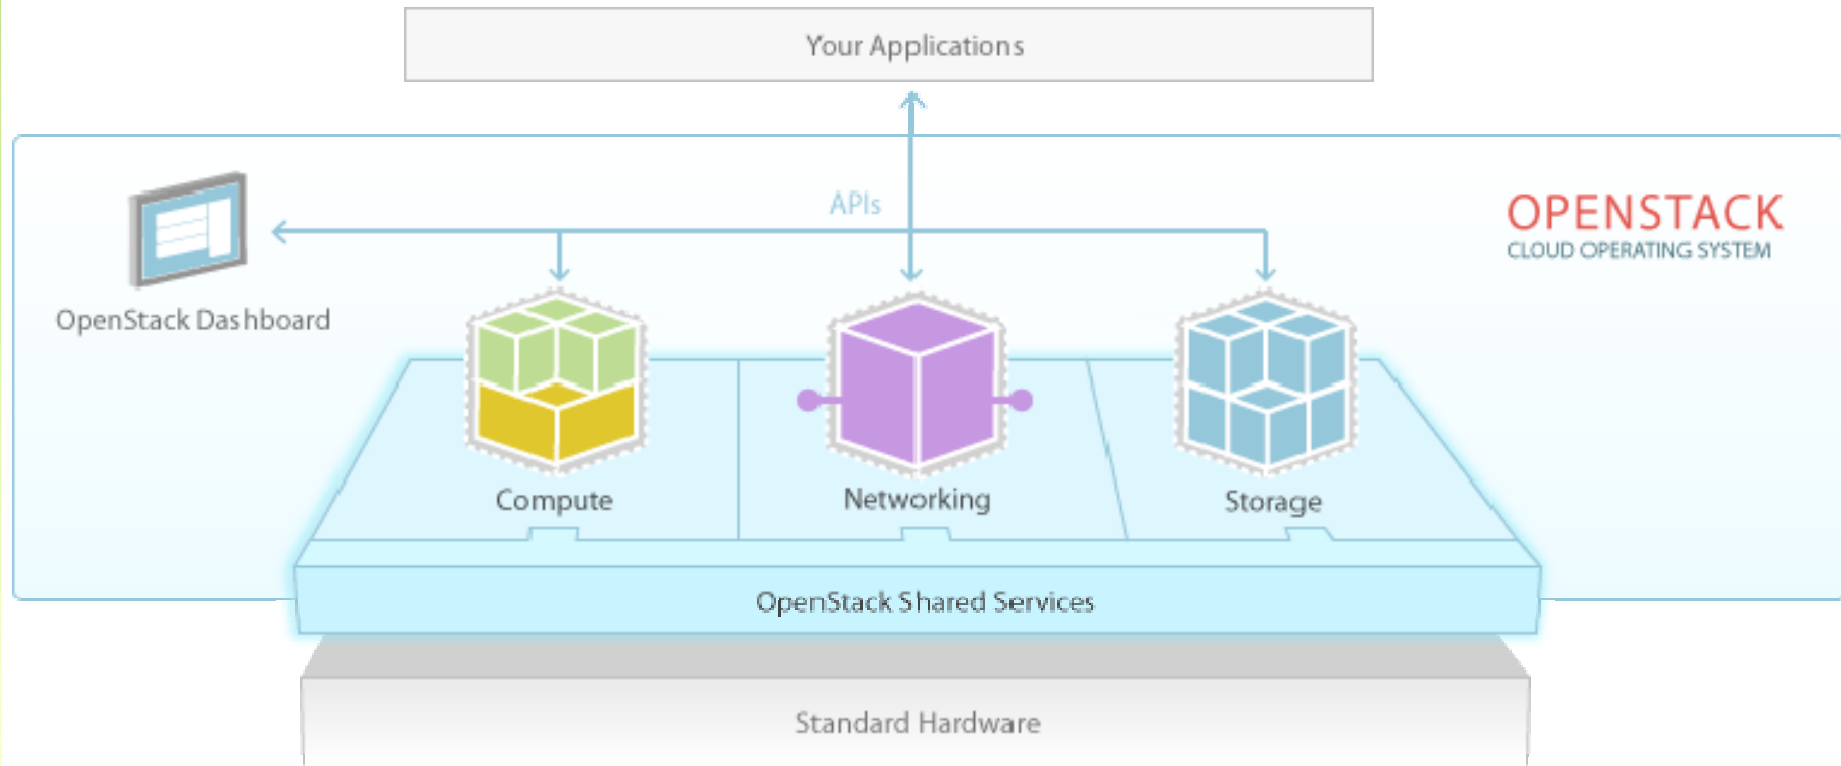 Your Applications
APIs
OPENSTACK
CLOUD OPERATING SYSTEM
OpenStack Dashboard
Compute
Networking
Storage
OpenStack Shared Services
Standard Hardware